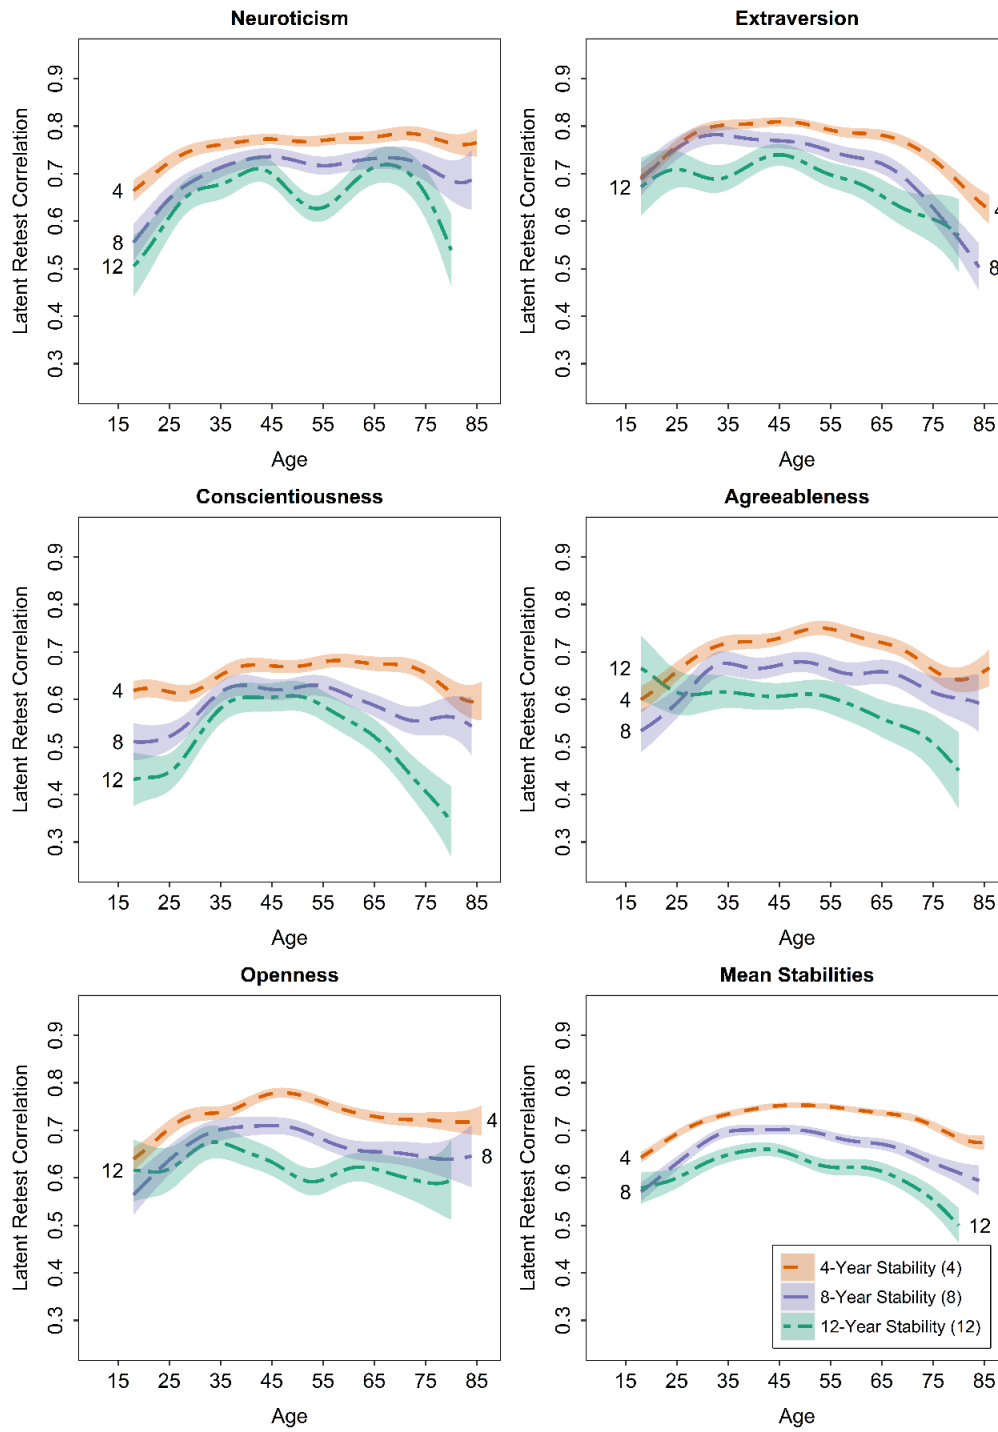 Neuroticism
Latent Retest Correlation
0.9
0.8
0.7
0.6
0.5
0.4
0.3
4
8
12
15 25 35 45 55 65 75 85
Age
Extraversion
Latent Retest Correlation
0.9
0.8
0.7
0.6
0.5
0.4
0.3
12
4
8
15 25 35 45 55 65 75 85
Age
Conscientiousness
Latent Retest Correlation
0.9
0.8
0.7
0.6
0.5
0.4
0.3
4
8
12
15 25 35 45 55 65 75 85
Age
Agreeableness
Latent Retest Correlation
0.9
0.8
0.7
0.6
0.5
0.4
0.3
12
4
8
15 25 35 45 55 65 75 85
Age
Openness
Latent Retest Correlation
0.9
0.8
0.7
0.6
0.5
0.4
0.3
12
4
8
15 25 35 45 55 65 75 85
Age
Mean Stabilities
Latent Retest Correlation
0.9
0.8
0.7
0.6
0.5
0.4
0.3
4
8
12
4-Year Stability (4)
8-Year Stability (8)
12-Year Stability (12)
15 25 35 45 55 65 75 85
Age